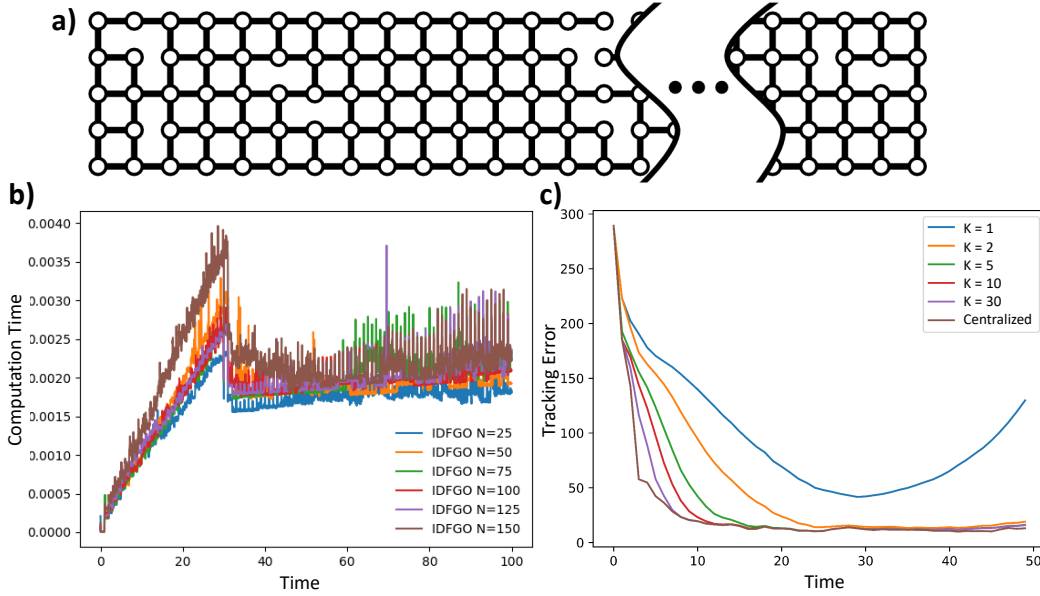 a)
b)
0.0040
0.0035
0.0030
0.0025
0.0020
0.0015
0.0010
0.0005
0.0000
Computation Time
0 20 40 60 80 100
Time
IDFGO N=25
IDFGO N=50
IDFGO N=75
IDFGO N=100
IDFGO N=125
IDFGO N=150
c)
300
250
200
150
100
50
0
Tracking Error
0 10 20 30 40 50
Time
K = 1
K = 2
K = 5
K = 10
K = 30
Centralized